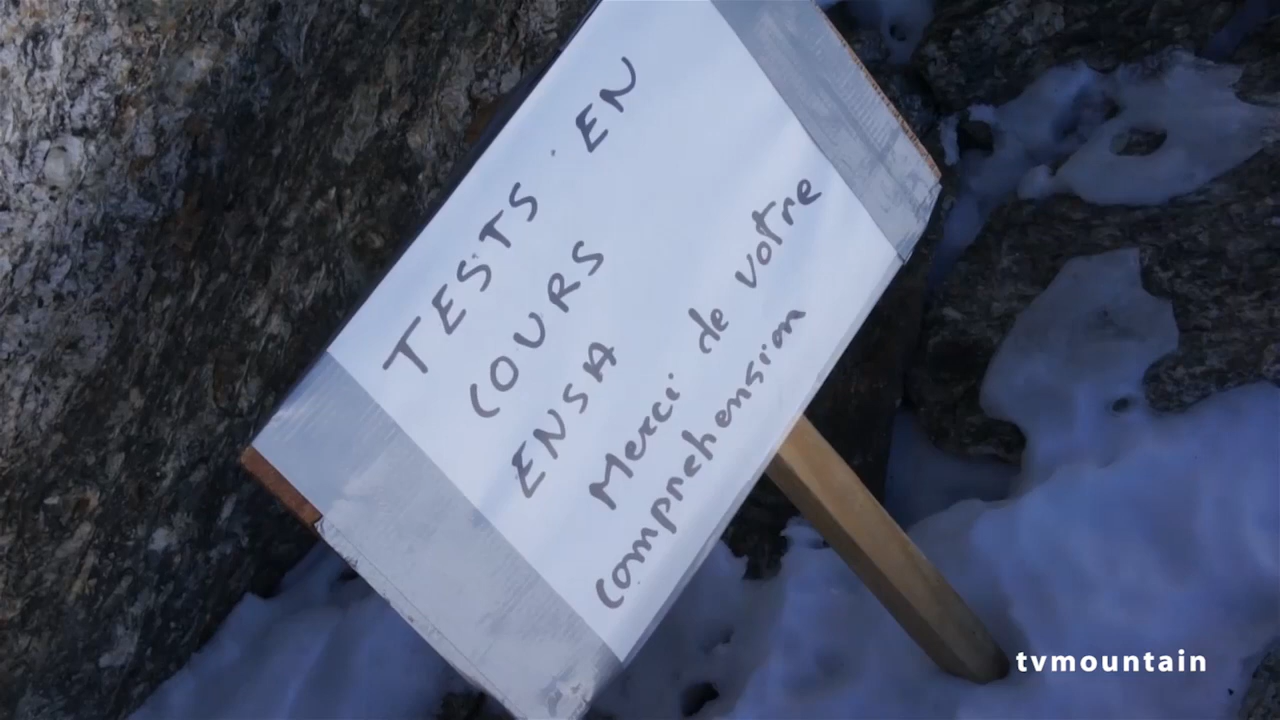 TESTS EN
COURS
ENSA
Merci de votre
comprehension
tvmountain